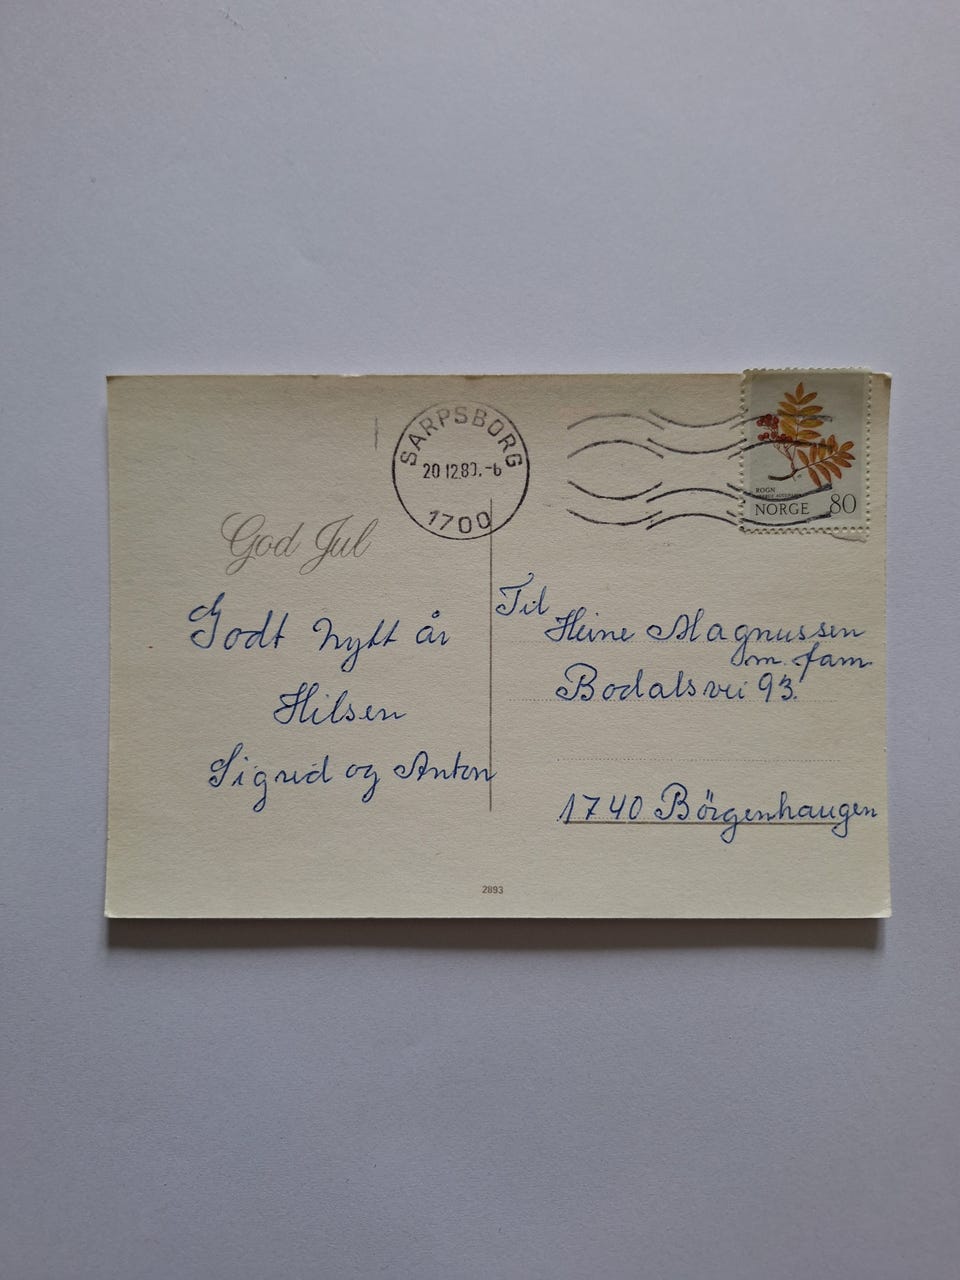 SARPSBORG
20 12.80.-6
1700
ROGN
NORGE 80
God Jul
Godt nytt år
Hilsen
Sigrid og Anton
Til
Heine Magnussen
m. fam
Bodalsvei 93.
1740 Börgenhaugen
2893